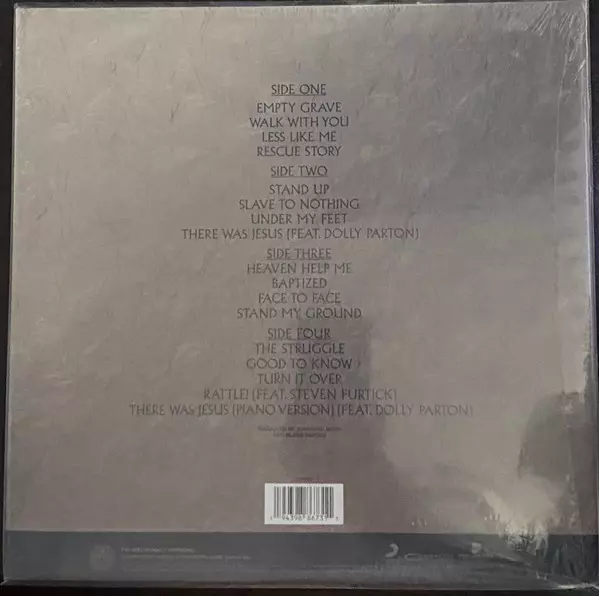 SIDE ONE
EMPTY GRAVE
WALK WITH YOU
LESS LIKE ME
RESCUE STORY
SIDE TWO
STAND UP
SLAVE TO NOTHING
UNDER MY FEET
THERE WAS JESUS (FEAT. DOLLY PARTON)
SIDE THREE
HEAVEN HELP ME
BAPTIZED
FACE TO FACE
STAND MY GROUND
SIDE FOUR
THE STRUGGLE
GOOD TO KNOW
TURN IT OVER
RATTLE! (FEAT. STEVEN FURTICK)
THERE WAS JESUS (PIANO VERSION) (FEAT. DOLLY PARTON)